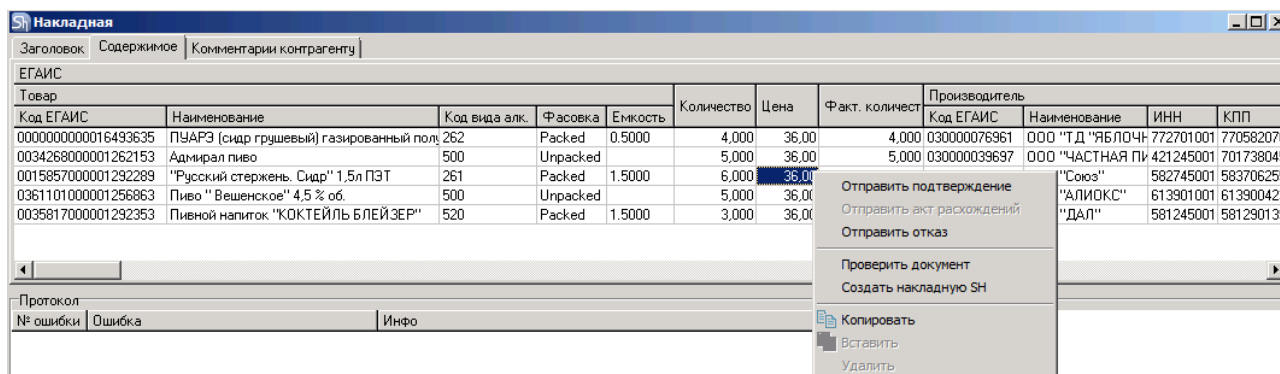 Sh Накладная
Заголовок Содержимое Комментарии контрагенту
ЕГАИС
Товар Количество Цена Факт. количест Производитель
Код ЕГАИС Наименование Код вида алк. Фасовка Емкость Код ЕГАИС Наименование ИНН КПП
0000000000016493635 ПУАРЭ (сидр грушевый) газированный полу 262 Packed 0.5000 4,000 36,00 4,000 030000076961 ООО "ТД "ЯБЛОЧН 772701001 77058207
0034268000001262153 Адмирал пиво 500 Unpacked 5,000 36,00 5,000 030000039697 ООО "ЧАСТНАЯ ПИ 421245001 70173804
0015857000001292289 "Русский стержень. Сидр" 1,5л ПЭТ 261 Packed 1.5000 6,000 36,00 "Союз" 582745001 58370625
0361101000001256863 Пиво " Вешенское" 4,5 % об. 500 Unpacked 5,000 36,00 "АЛИОКС" 613901001 61390042
0035817000001292353 Пивной напиток "КОКТЕЙЛЬ БЛЕЙЗЕР" 520 Packed 1.5000 3,000 36,00 "ДАЛ" 581245001 58129013
Отправить подтверждение
Отправить акт расхождений
Отправить отказ
Проверить документ
Создать накладную SH
Копировать
Вставить
Удалить
Протокол
№ ошибки Ошибка Инфо